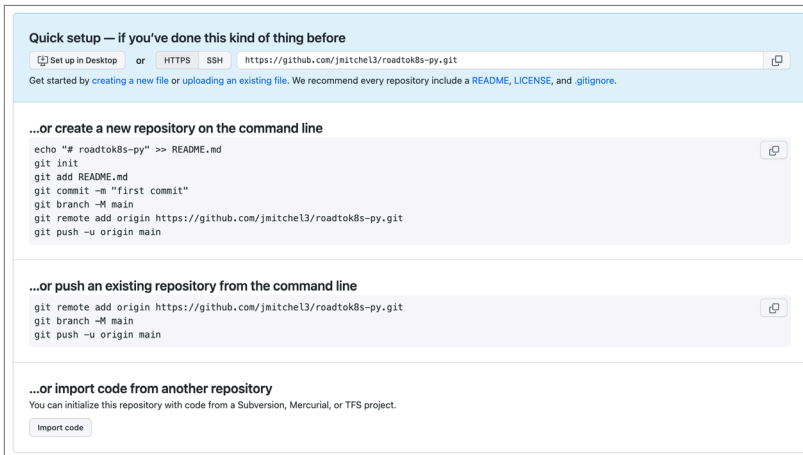 Quick setup — if you've done this kind of thing before
Set up in Desktop or HTTPS SSH https://github.com/jmitchel3/roadtok8s-py.git
Get started by creating a new file or uploading an existing file. We recommend every repository include a README, LICENSE, and .gitignore.
...or create a new repository on the command line
echo "# roadtok8s-py" >> README.md
git init
git add README.md
git commit -m "first commit"
git branch -M main
git remote add origin https://github.com/jmitchel3/roadtok8s-py.git
git push -u origin main
...or push an existing repository from the command line
git remote add origin https://github.com/jmitchel3/roadtok8s-py.git
git branch -M main
git push -u origin main
...or import code from another repository
You can initialize this repository with code from a Subversion, Mercurial, or TFS project.
Import code